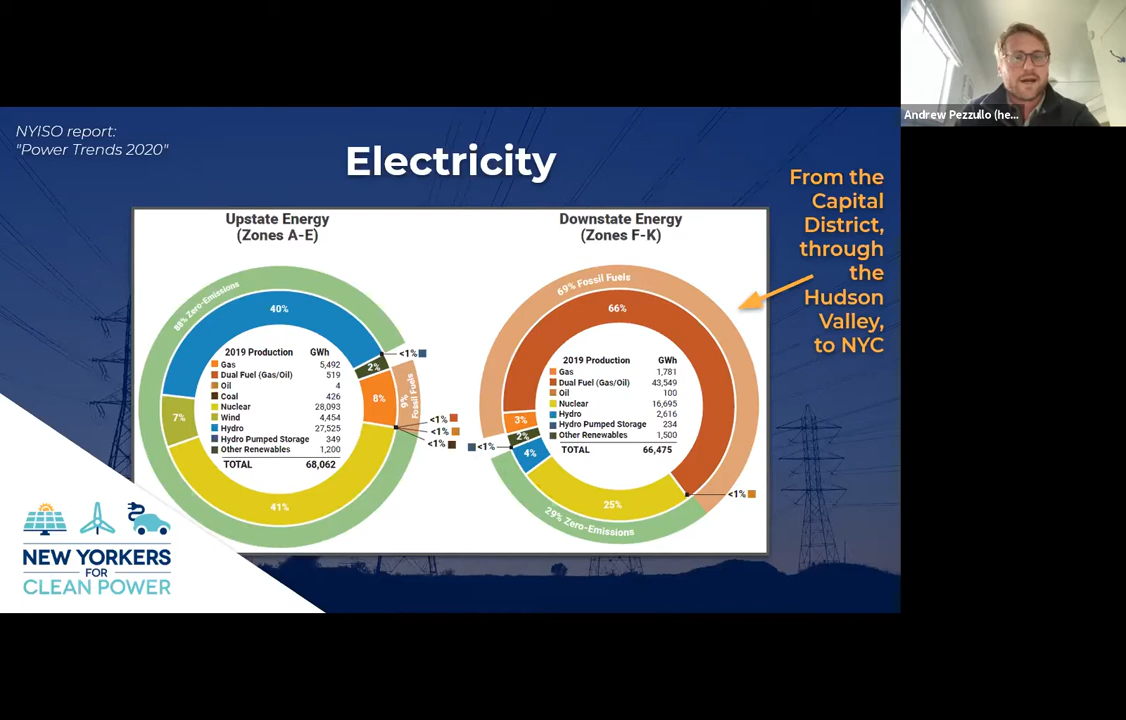 Andrew Pezzullo (he...
NYISO report:
"Power Trends 2020"
Electricity
From the
Capital
District,
through
the
Hudson
Valley,
to NYC
Upstate Energy
(Zones A-E)
88% Zero-Emissions
40%
<1%
2%
9%
Fossil Fuels
8%
<1%
<1%
<1%
7%
41%
2019 Production GWh
Gas 5,492
Dual Fuel (Gas/Oil) 519
Oil 4
Coal 426
Nuclear 28,093
Wind 4,454
Hydro 27,525
Hydro Pumped Storage 349
Other Renewables 1,200
TOTAL 68,062
Downstate Energy
(Zones F-K)
69% Fossil Fuels
66%
3%
2%
<1%
4%
25%
<1%
29% Zero-Emissions
2019 Production GWh
Gas 1,781
Dual Fuel (Gas/Oil) 43,549
Oil 100
Nuclear 16,695
Hydro 2,616
Hydro Pumped Storage 234
Other Renewables 1,500
TOTAL 66,475
NEW YORKERS
FOR
CLEAN POWER